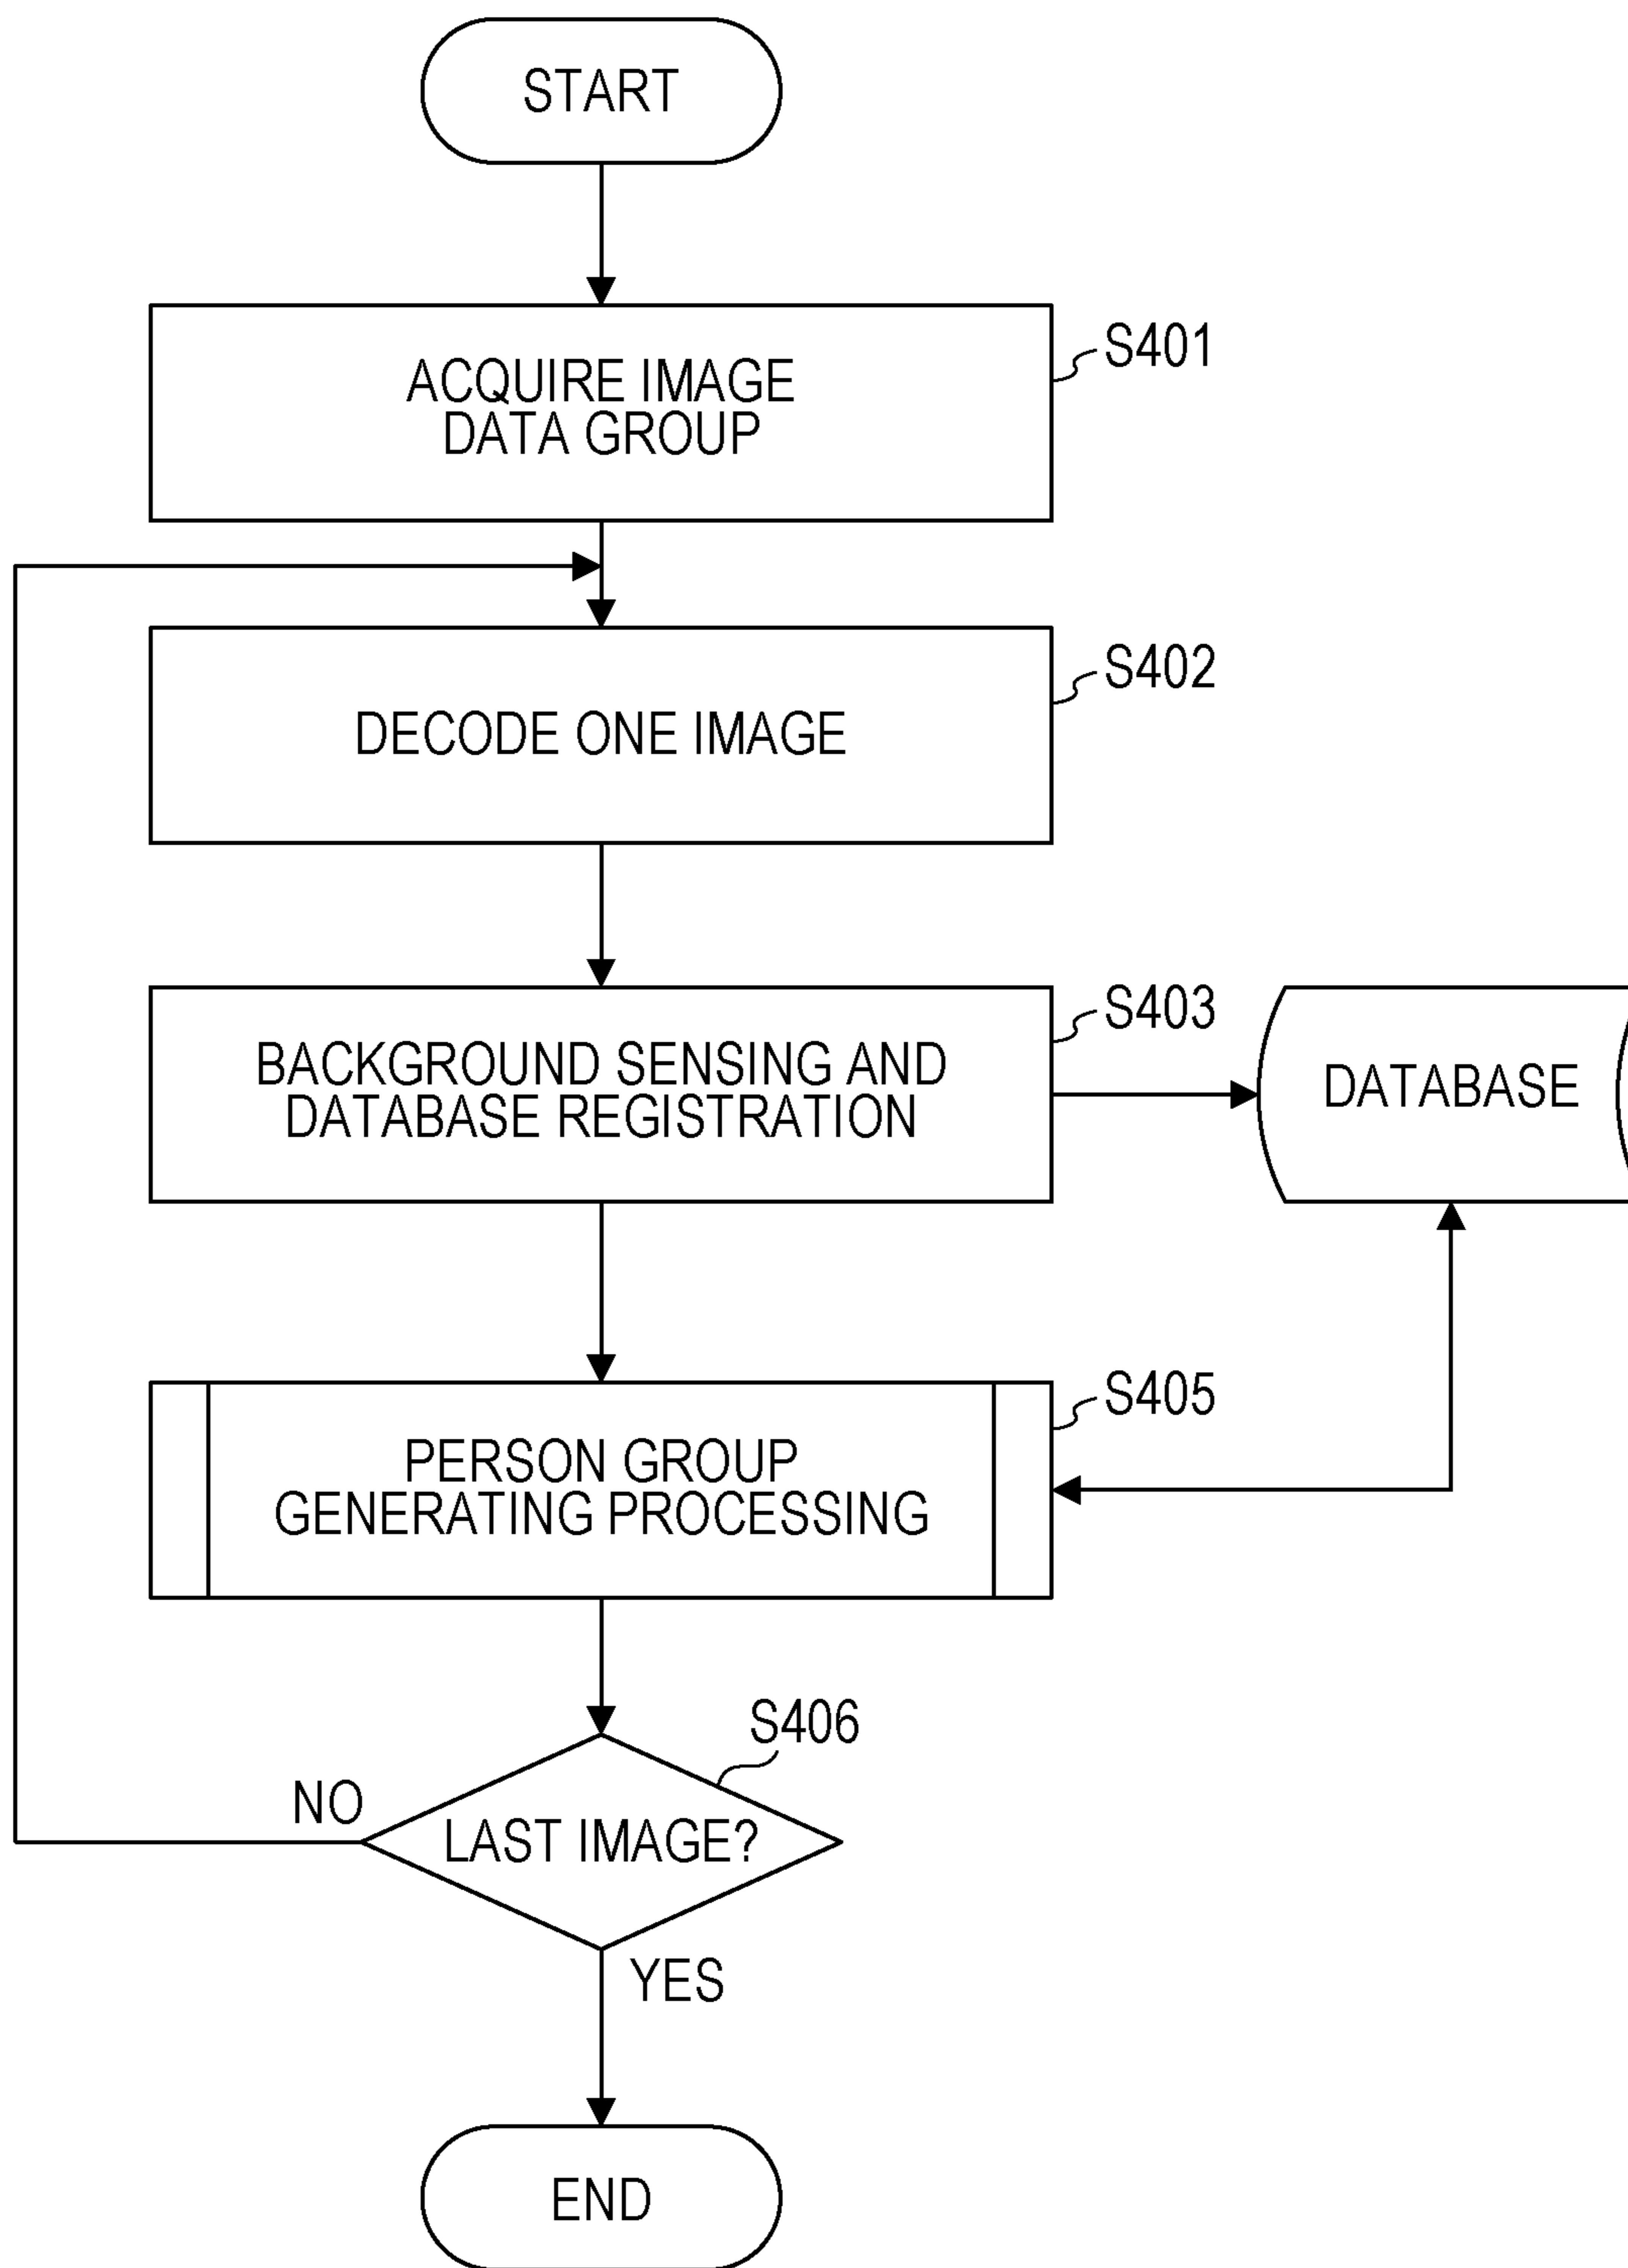 START
ACQUIRE IMAGE
DATA GROUP
S401
DECODE ONE IMAGE
S402
BACKGROUND SENSING AND
DATABASE REGISTRATION
S403
DATABASE
PERSON GROUP
GENERATING PROCESSING
S405
S406
NO
LAST IMAGE?
YES
END